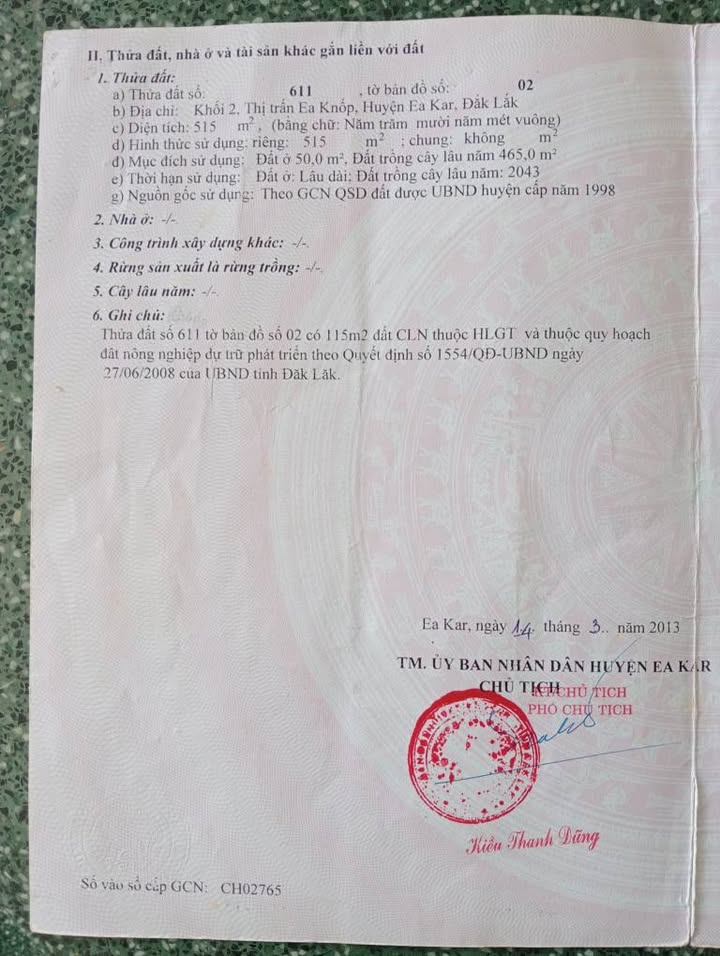 II. Thửa đất, nhà ở và tài sản khác gắn liền với đất
1. Thửa đất:
a) Thửa đất số: 611 , tờ bản đồ số: 02
b) Địa chỉ: Khối 2, Thị trấn Ea Knốp, Huyện Ea Kar, Đăk Lăk
c) Diện tích: 515 m², (bằng chữ: Năm trăm mười năm mét vuông)
d) Hình thức sử dụng: riêng: 515 m² ; chung: không m²
đ) Mục đích sử dụng: Đất ở 50,0 m², Đất trồng cây lâu năm 465,0 m²
e) Thời hạn sử dụng: Đất ở: Lâu dài; Đất trồng cây lâu năm: 2043
g) Nguồn gốc sử dụng: Theo GCN QSD đất được UBND huyện cấp năm 1998
2. Nhà ở: -/-
3. Công trình xây dựng khác: -/-
4. Rừng sản xuất là rừng trồng: -/-
5. Cây lâu năm: -/-
6. Ghi chú:
Thửa đất số 611 tờ bản đồ số 02 có 115m2 đất CLN thuộc HLGT và thuộc quy hoạch
đất nông nghiệp dự trữ phát triển theo Quyết định số 1554/QĐ-UBND ngày
27/06/2008 của UBND tỉnh Đăk Lăk.
Ea Kar, ngày 14 tháng 3.. năm 2013
TM. ỦY BAN NHÂN DÂN HUYỆN EA KAR
CHỦ TỊCH
KT.CHỦ TỊCH
PHÓ CHỦ TỊCH
Kiều Thanh Dũng
Số vào sổ cấp GCN: CH02765